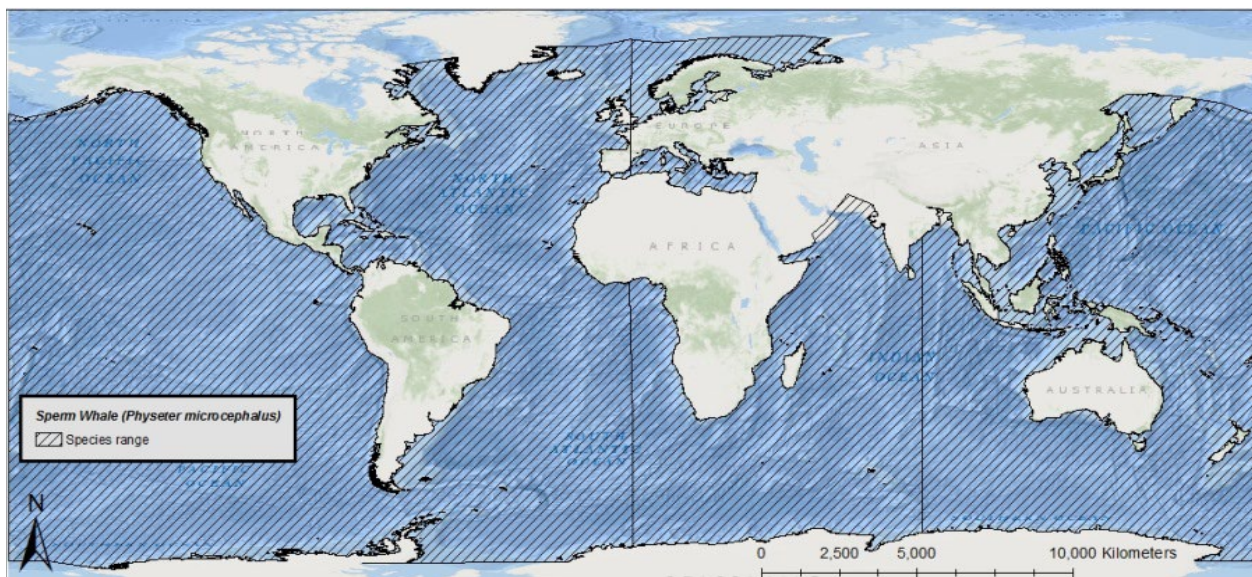 NORTH
PACIFIC
OCEAN
NORTH
AMERICA
NORTH
ATLANTIC
OCEAN
EUROPE
ASIA
PACIFIC OCEAN
AFRICA
SOUTH
AMERICA
INDIAN
OCEAN
AUSTRALIA
Sperm Whale (Physeter microcephalus)
Species range
SOUTH
ATLANTIC
OCEAN
PACIFIC
OCEAN
N
0 2,500 5,000 10,000 Kilometers